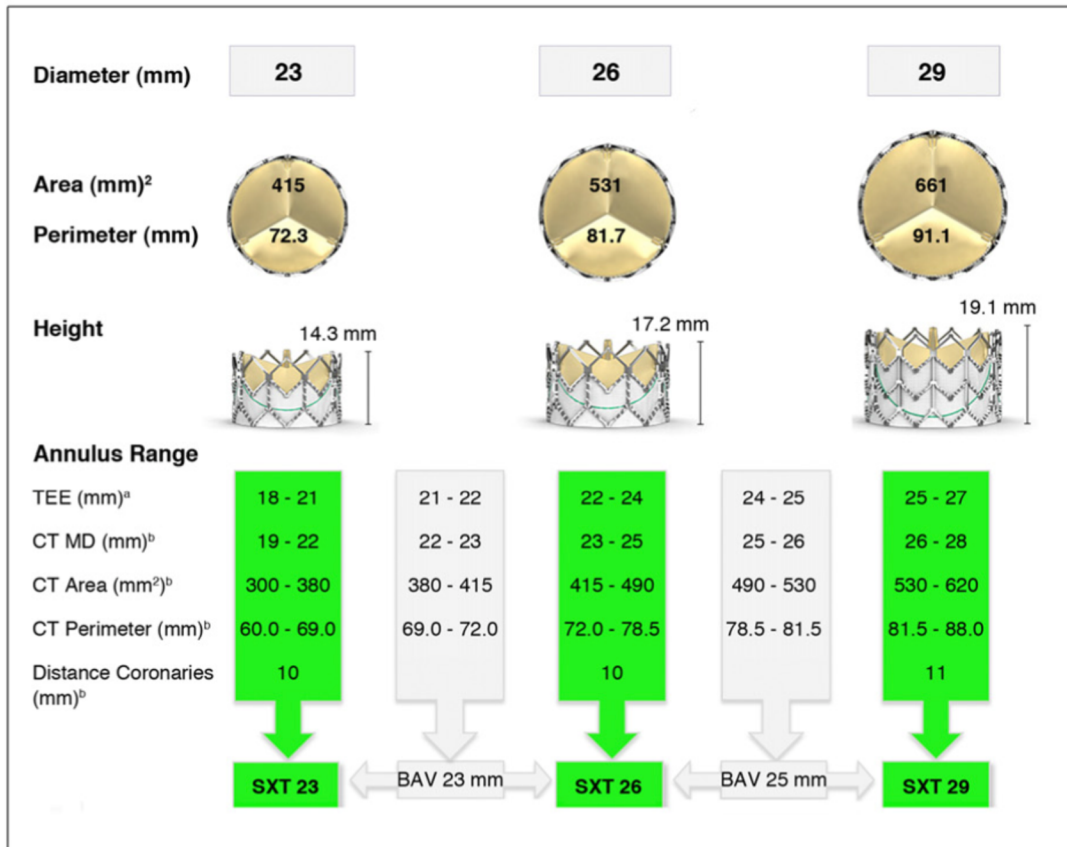 Diameter (mm) 23 26 29
Area (mm)² 415 531 661
Perimeter (mm) 72.3 81.7 91.1
Height 14.3 mm 17.2 mm 19.1 mm
Annulus Range
TEE (mm)ᵃ 18 - 21 21 - 22 22 - 24 24 - 25 25 - 27
CT MD (mm)ᵇ 19 - 22 22 - 23 23 - 25 25 - 26 26 - 28
CT Area (mm²)ᵇ 300 - 380 380 - 415 415 - 490 490 - 530 530 - 620
CT Perimeter (mm)ᵇ 60.0 - 69.0 69.0 - 72.0 72.0 - 78.5 78.5 - 81.5 81.5 - 88.0
Distance Coronaries 10 10 11
(mm)ᵇ
SXT 23 BAV 23 mm SXT 26 BAV 25 mm SXT 29